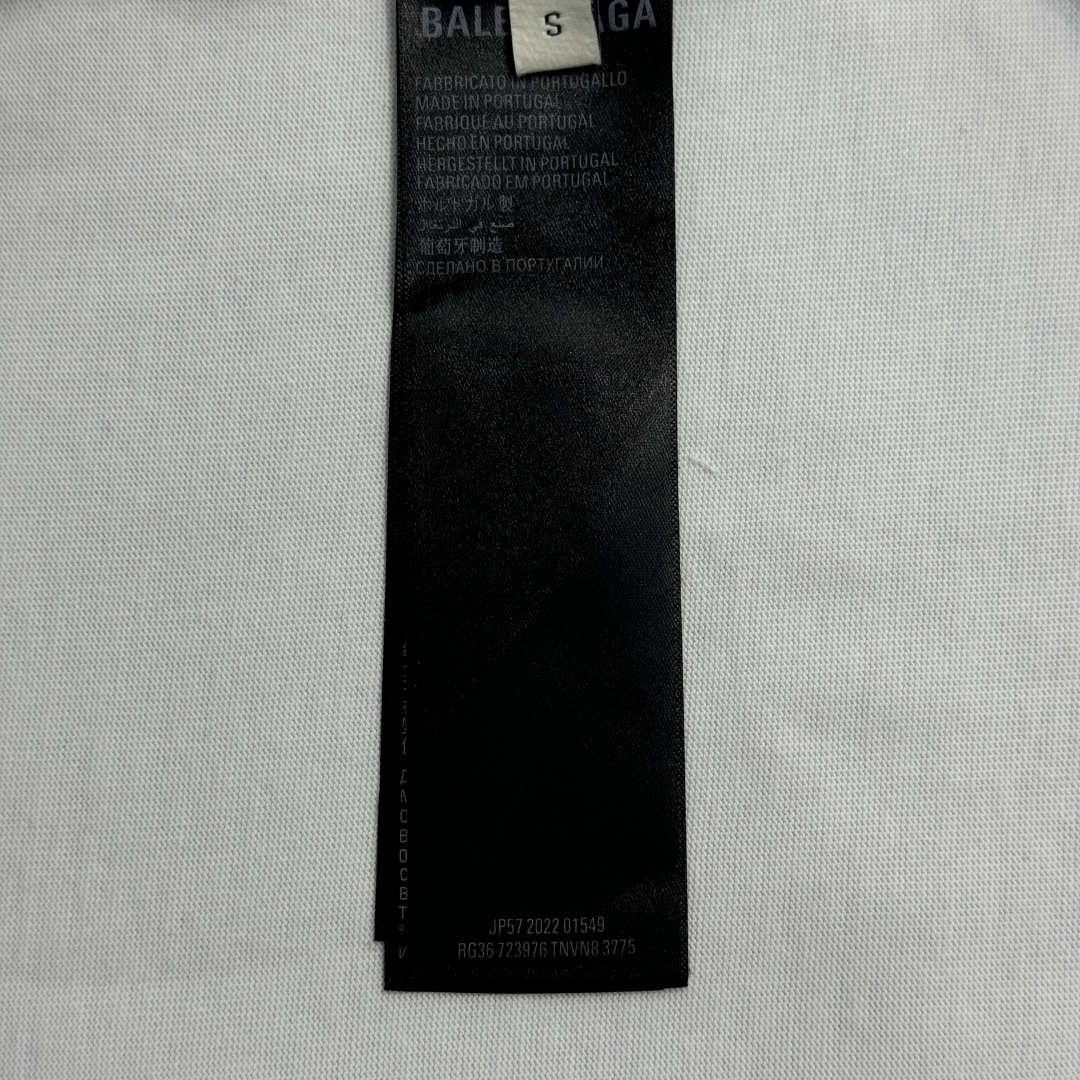 BALE AGA
S
FABBRICATO IN PORTOGALLO
MADE IN PORTUGAL
FABRIQUE AU PORTUGAL
HECHO EN PORTUGAL
HERGESTELLT IN PORTUGAL
FABRICADO EM PORTUGAL
ポルトガル製
صنع في البرتغال
葡萄牙制造
СДЕЛАНО В ПОРТУГАЛИИ
JP57 2022 01549
RG36 723976 TNVN8 3775